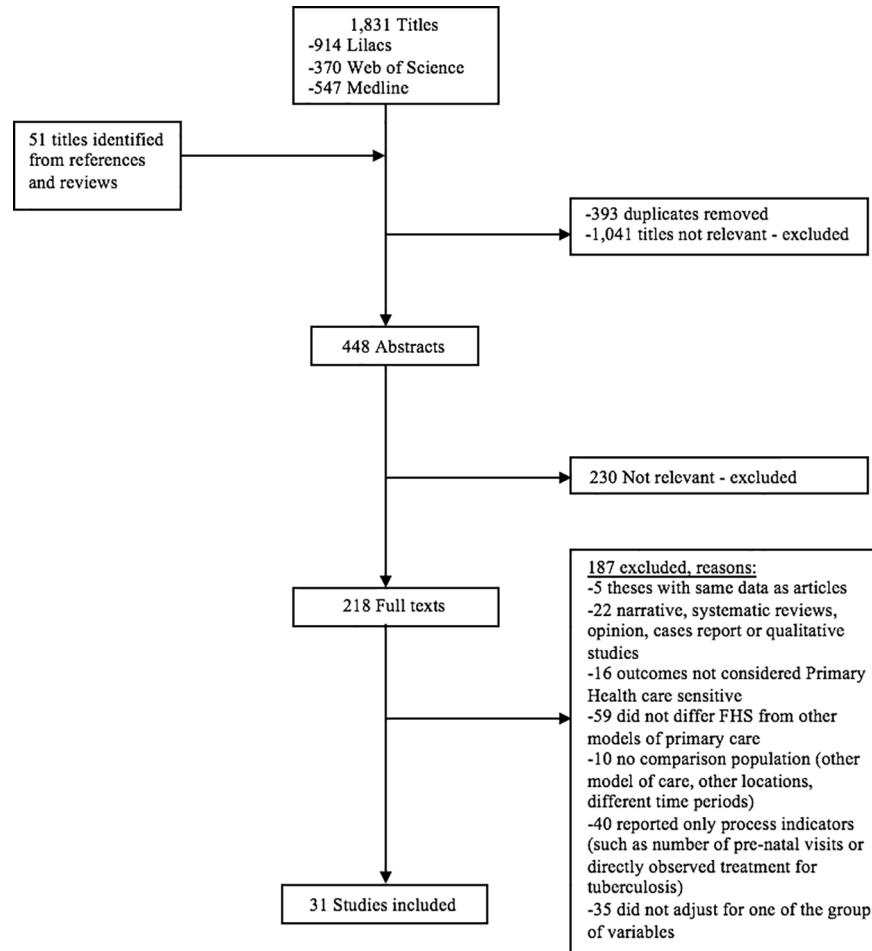 1,831 Titles
-914 Lilacs
-370 Web of Science
-547 Medline
51 titles identified
from references
and reviews
-393 duplicates removed
-1,041 titles not relevant - excluded
448 Abstracts
230 Not relevant - excluded
218 Full texts
187 excluded, reasons:
-5 theses with same data as articles
-22 narrative, systematic reviews,
opinion, cases report or qualitative
studies
-16 outcomes not considered Primary
Health care sensitive
-59 did not differ FHS from other
models of primary care
-10 no comparison population (other
model of care, other locations,
different time periods)
-40 reported only process indicators
(such as number of pre-natal visits or
directly observed treatment for
tuberculosis)
-35 did not adjust for one of the group
of variables
31 Studies included